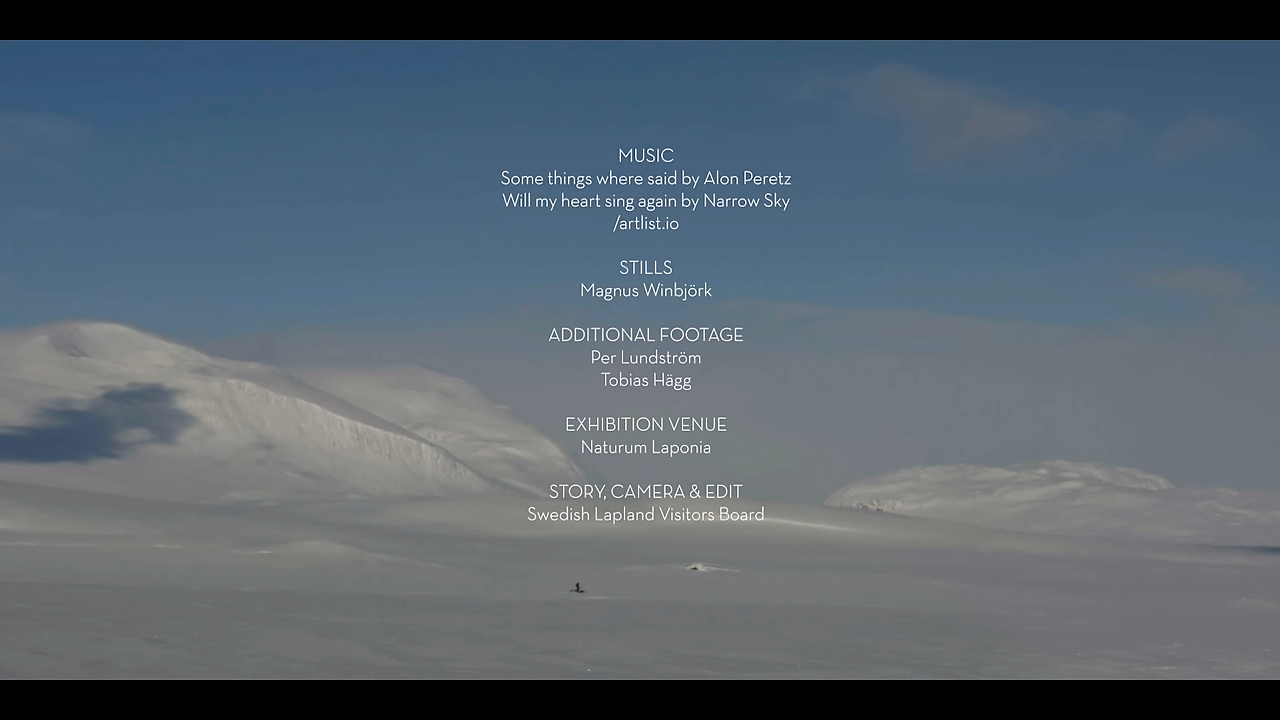 MUSIC
Some things where said by Alon Peretz
Will my heart sing again by Narrow Sky
/artlist.io
STILLS
Magnus Winbjörk
ADDITIONAL FOOTAGE
Per Lundström
Tobias Hägg
EXHIBITION VENUE
Naturum Laponia
STORY, CAMERA & EDIT
Swedish Lapland Visitors Board